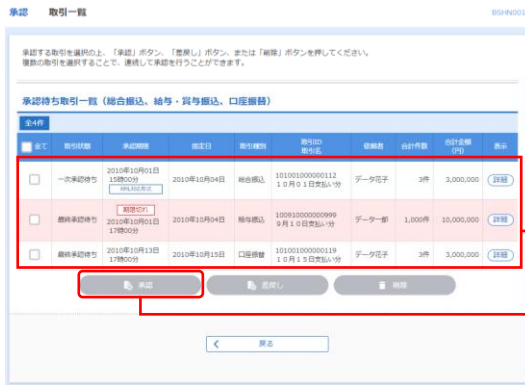 承認 取引一覧 BSHN001
承認する取引を選択の上、「承認」ボタン、「差戻し」ボタン、または「削除」ボタンを押してください。
複数の取引を選択することで、連続して承認を行うことができます。
承認待ち取引一覧(総合振込、給与・賞与振込、口座振替)
全4件
全て 取引状態 承認期限 指定日 取引種別 取引ID 取引名 依頼者 合計件数 合計金額(円) 表示
一次承認待ち 2010年10月01日 15時00分 2010年10月04日 総合振込 101001000000112 10月01日支払い分 データ花子 3件 3,000,000 詳細
最終承認待ち 期限切れ 2010年10月01日 17時00分 2010年10月04日 給与振込 100910000000999 9月10日支払い分 データ一郎 1,000件 10,000,000 詳細
最終承認待ち 2010年10月13日 17時00分 2010年10月15日 口座振替 101001000000119 10月15日支払い分 データ花子 3件 3,000,000 詳細
承認 差戻し 削除
戻る